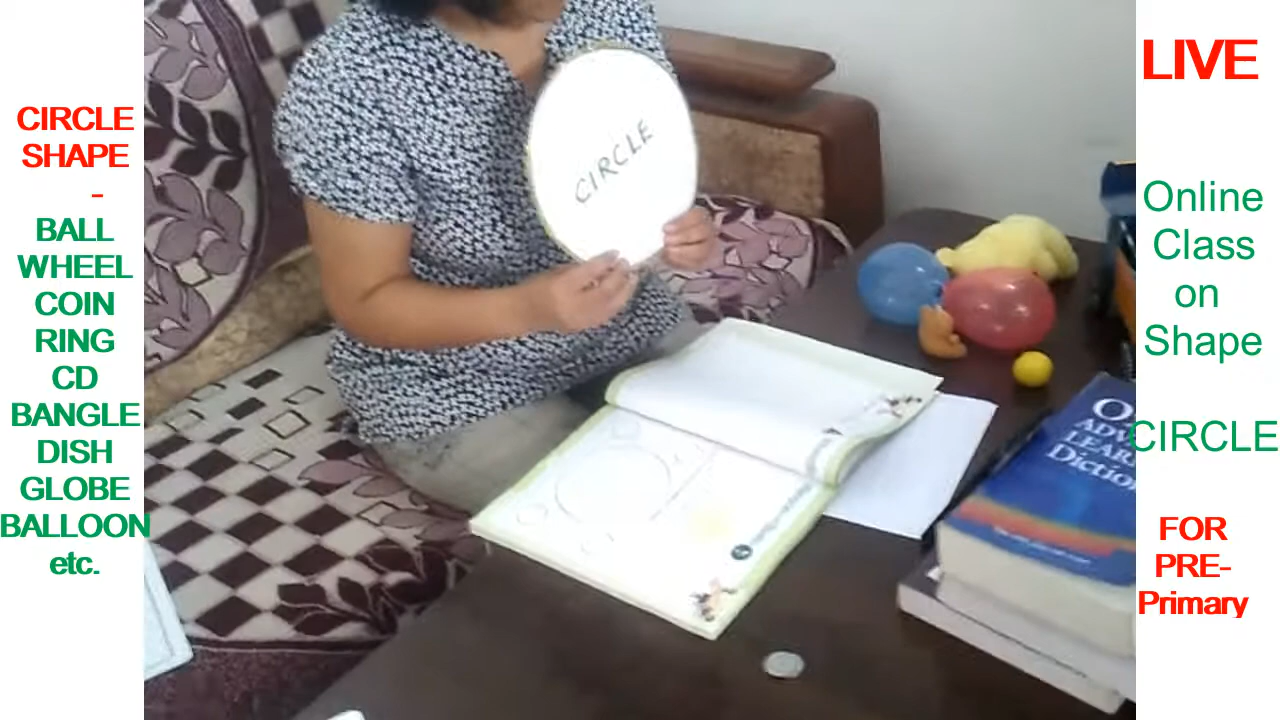 CIRCLE
SHAPE
-
BALL
WHEEL
COIN
RING
CD
BANGLE
DISH
GLOBE
BALLOON
etc.
CIRCLE
LIVE
Online
Class
on
Shape
CIRCLE
FOR
PRE-
Primary